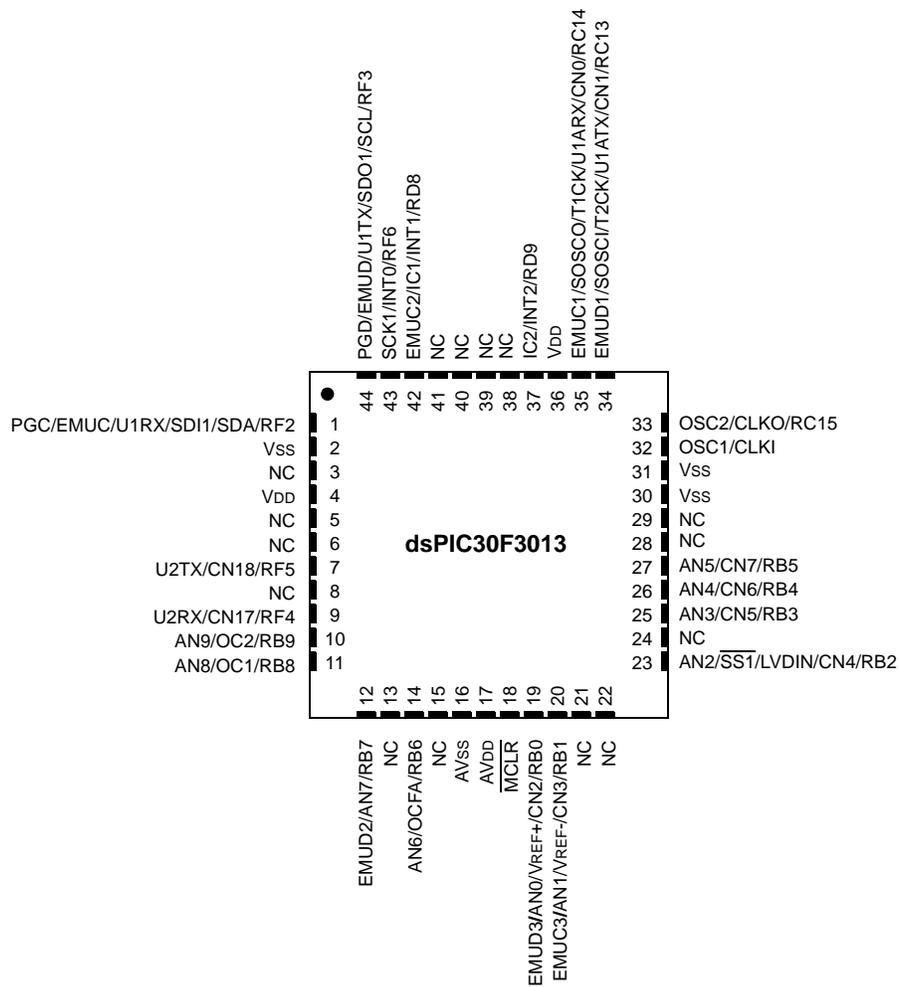 PGD/EMUD/U1TX/SDO1/SCL/RF3
SCK1/INT0/RF6
EMUC2/IC1/INT1/RD8
NC
NC
NC
NC
IC2/INT2/RD9
VDD
EMUC1/SOSCO/T1CK/U1ARX/CN0/RC14
EMUD1/SOSCI/T2CK/U1ATX/CN1/RC13
44
43
42
41
40
39
38
37
36
35
34
PGC/EMUC/U1RX/SDI1/SDA/RF2 1
VSS 2
NC 3
VDD 4
NC 5
NC 6
U2TX/CN18/RF5 7
NC 8
U2RX/CN17/RF4 9
AN9/OC2/RB9 10
AN8/OC1/RB8 11
dsPIC30F3013
33 OSC2/CLKO/RC15
32 OSC1/CLKI
31 VSS
30 VSS
29 NC
28 NC
27 AN5/CN7/RB5
26 AN4/CN6/RB4
25 AN3/CN5/RB3
24 NC
23 AN2/SS1/LVDIN/CN4/RB2
12
13
14
15
16
17
18
19
20
21
22
EMUD2/AN7/RB7
NC
AN6/OCFA/RB6
NC
AVSS
AVDD
MCLR
EMUD3/AN0/VREF+/CN2/RB0
EMUC3/AN1/VREF-/CN3/RB1
NC
NC